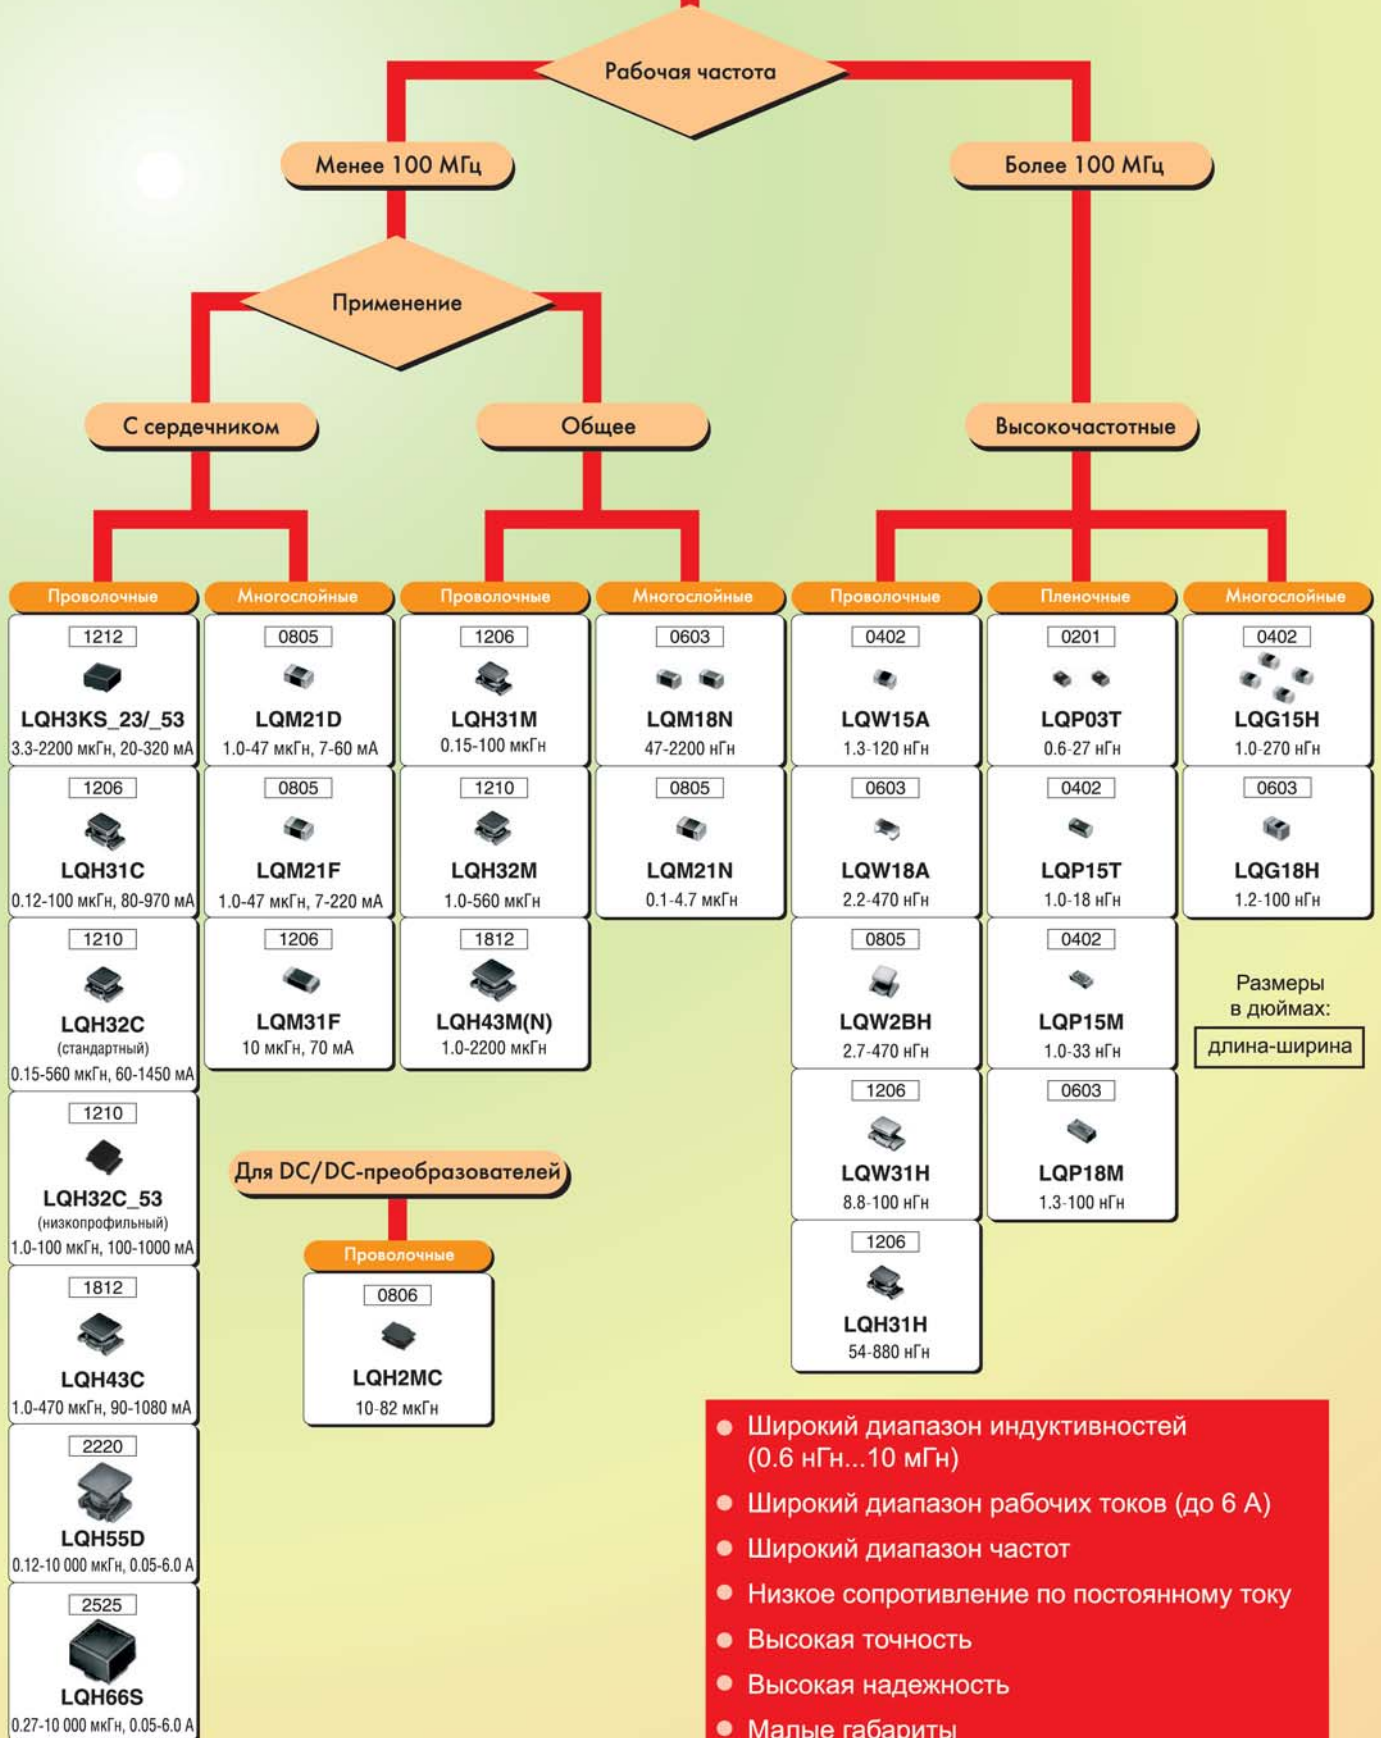 Рабочая частота
Менее 100 МГц
Более 100 МГц
Применение
С сердечником
Общее
Высокочастотные
Проволочные
1212
LQH3KS_23/_53
3.3-2200 мкГн, 20-320 мА
1206
LQH31C
0.12-100 мкГн, 80-970 мА
1210
LQH32C
(стандартный)
0.15-560 мкГн, 60-1450 мА
1210
LQH32C_53
(низкопрофильный)
1.0-100 мкГн, 100-1000 мА
1812
LQH43C
1.0-470 мкГн, 90-1080 мА
2220
LQH55D
0.12-10 000 мкГн, 0.05-6.0 А
2525
LQH66S
0.27-10 000 мкГн, 0.05-6.0 А
Многослойные
0805
LQM21D
1.0-47 мкГн, 7-60 мА
0805
LQM21F
1.0-47 мкГн, 7-220 мА
1206
LQM31F
10 мкГн, 70 мА
Проволочные
1206
LQH31M
0.15-100 мкГн
1210
LQH32M
1.0-560 мкГн
1812
LQH43M(N)
1.0-2200 мкГн
Многослойные
0603
LQM18N
47-2200 нГн
0805
LQM21N
0.1-4.7 мкГн
Проволочные
0402
LQW15A
1.3-120 нГн
0603
LQW18A
2.2-470 нГн
0805
LQW2BH
2.7-470 нГн
1206
LQW31H
8.8-100 нГн
1206
LQH31H
54-880 нГн
Пленочные
0201
LQP03T
0.6-27 нГн
0402
LQP15T
1.0-18 нГн
0402
LQP15M
1.0-33 нГн
0603
LQP18M
1.3-100 нГн
Многослойные
0402
LQG15H
1.0-270 нГн
0603
LQG18H
1.2-100 нГн
Размеры
в дюймах:
длина-ширина
Для DC/DC-преобразователей
Проволочные
0806
LQH2MC
10-82 мкГн
Широкий диапазон индуктивностей
(0.6 нГн...10 мГн)
Широкий диапазон рабочих токов (до 6 А)
Широкий диапазон частот
Низкое сопротивление по постоянному току
Высокая точность
Высокая надежность
Малые габариты